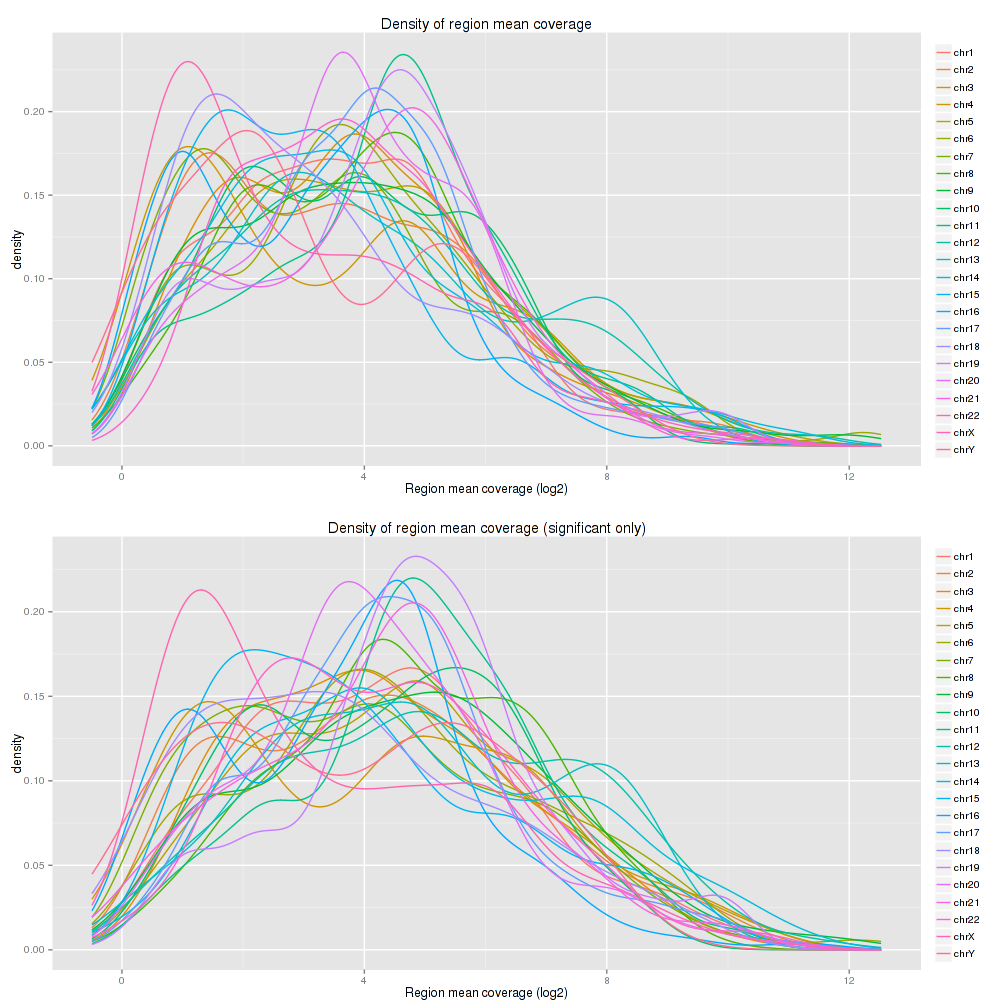 Density of region mean coverage
density
0.20
0.15
0.10
0.05
0.00
0
4
8
12
Region mean coverage (log2)
chr1
chr2
chr3
chr4
chr5
chr6
chr7
chr8
chr9
chr10
chr11
chr12
chr13
chr14
chr15
chr16
chr17
chr18
chr19
chr20
chr21
chr22
chrX
chrY
Density of region mean coverage (significant only)
density
0.20
0.15
0.10
0.05
0.00
0
4
8
12
Region mean coverage (log2)
chr1
chr2
chr3
chr4
chr5
chr6
chr7
chr8
chr9
chr10
chr11
chr12
chr13
chr14
chr15
chr16
chr17
chr18
chr19
chr20
chr21
chr22
chrX
chrY